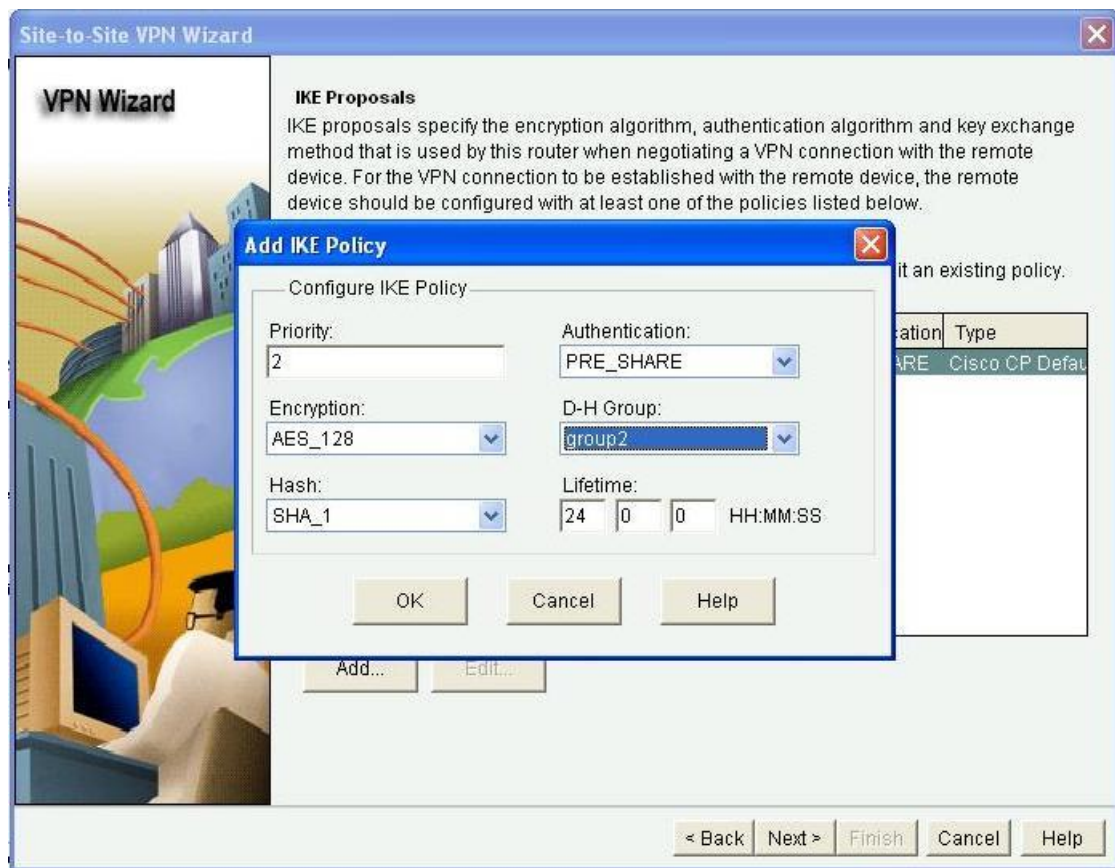 Site-to-Site VPN Wizard
VPN Wizard
IKE Proposals
IKE proposals specify the encryption algorithm, authentication algorithm and key exchange
method that is used by this router when negotiating a VPN connection with the remote
device. For the VPN connection to be established with the remote device, the remote
device should be configured with at least one of the policies listed below.
it an existing policy.
ation Type
ARE Cisco CP Defau
Add IKE Policy
Configure IKE Policy
Priority:
2
Authentication:
PRE_SHARE
Encryption:
AES_128
D-H Group:
group2
Hash:
SHA_1
Lifetime:
24 0 0 HH:MM:SS
OK Cancel Help
Add... Edit...
< Back Next > Finish Cancel Help